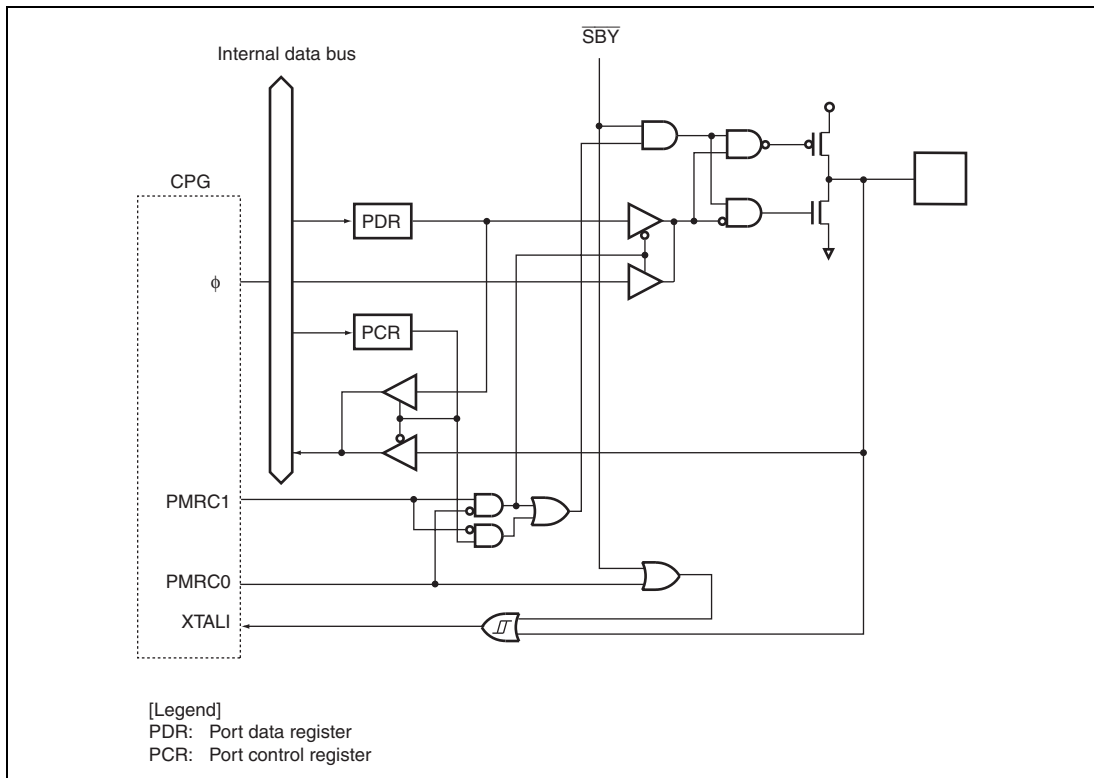 SBY
Internal data bus
CPG
PDR
ϕ
PCR
PMRC1
PMRC0
XTALI
[Legend]
PDR: Port data register
PCR: Port control register